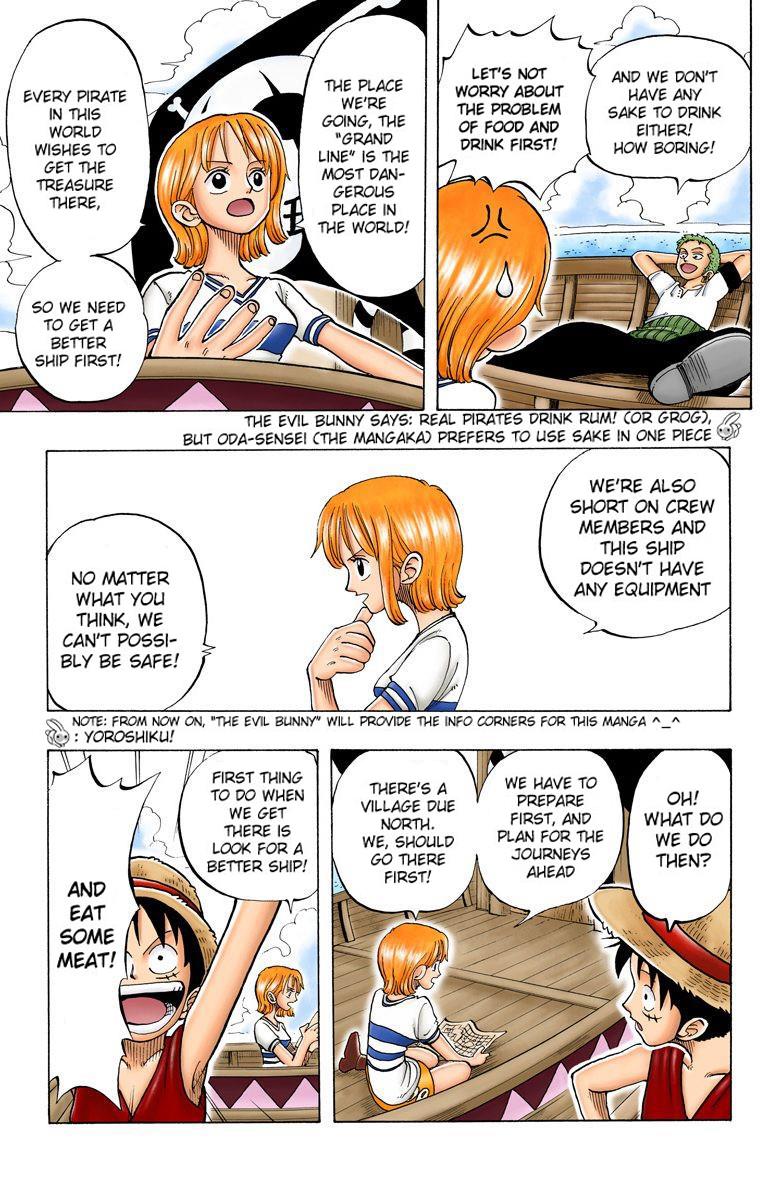 AND WE DON'T
HAVE ANY
SAKE TO DRINK
EITHER!
HOW BORING!
LET'S NOT
WORRY ABOUT
THE PROBLEM
OF FOOD AND
DRINK FIRST!
THE PLACE
WE'RE
GOING, THE
"GRAND
LINE" IS THE
MOST DAN-
GEROUS
PLACE IN
THE WORLD!
EVERY PIRATE
IN THIS
WORLD
WISHES TO
GET THE
TREASURE
THERE,
SO WE NEED
TO GET A
BETTER
SHIP FIRST!
THE EVIL BUNNY SAYS: REAL PIRATES DRINK RUM! (OR GROG),
BUT ODA-SENSEI (THE MANGAKA) PREFERS TO USE SAKE IN ONE PIECE
WE'RE ALSO
SHORT ON CREW
MEMBERS AND
THIS SHIP
DOESN'T HAVE
ANY EQUIPMENT
NO MATTER
WHAT YOU
THINK, WE
CAN'T POSSI-
BLY BE SAFE!
NOTE: FROM NOW ON, "THE EVIL BUNNY" WILL PROVIDE THE INFO CORNERS FOR THIS MANGA ^_^
: YOROSHIKU!
OH!
WHAT DO
WE DO
THEN?
WE HAVE TO
PREPARE
FIRST, AND
PLAN FOR THE
JOURNEYS
AHEAD
THERE'S A
VILLAGE DUE
NORTH.
WE, SHOULD
GO THERE
FIRST!
FIRST THING
TO DO WHEN
WE GET
THERE IS
LOOK FOR A
BETTER SHIP!
AND
EAT
SOME
MEAT!